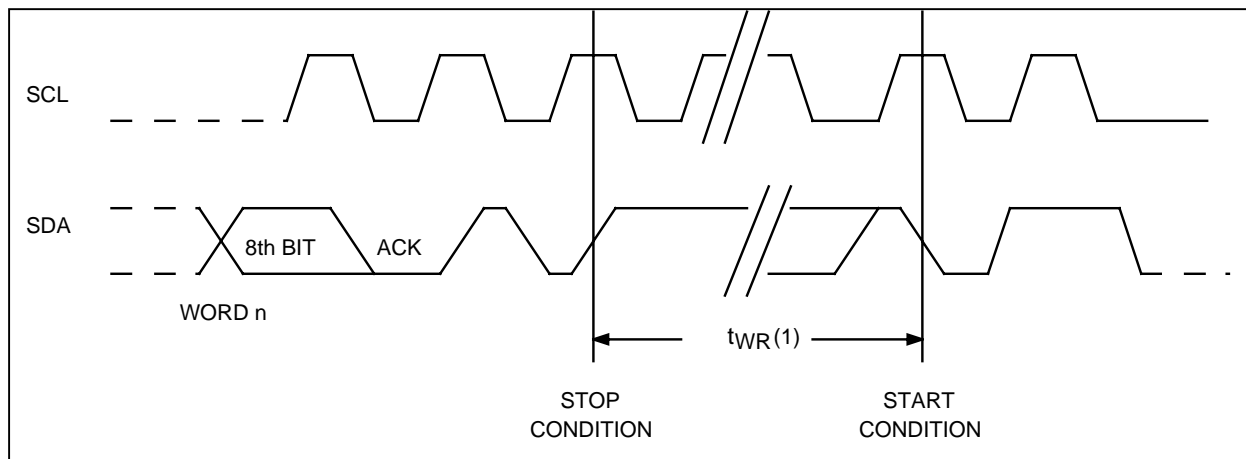 SCL
SDA
8th BIT
ACK
WORD n
tWR(1)
STOP
CONDITION
START
CONDITION